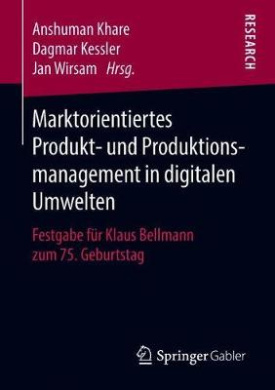 Anshuman Khare
Dagmar Kessler
Jan Wirsam Hrsg.
RESEARCH
Marktorientiertes
Produkt- und Produktions-
management in digitalen
Umwelten
Festgabe für Klaus Bellmann
zum 75. Geburtstag
Springer Gabler